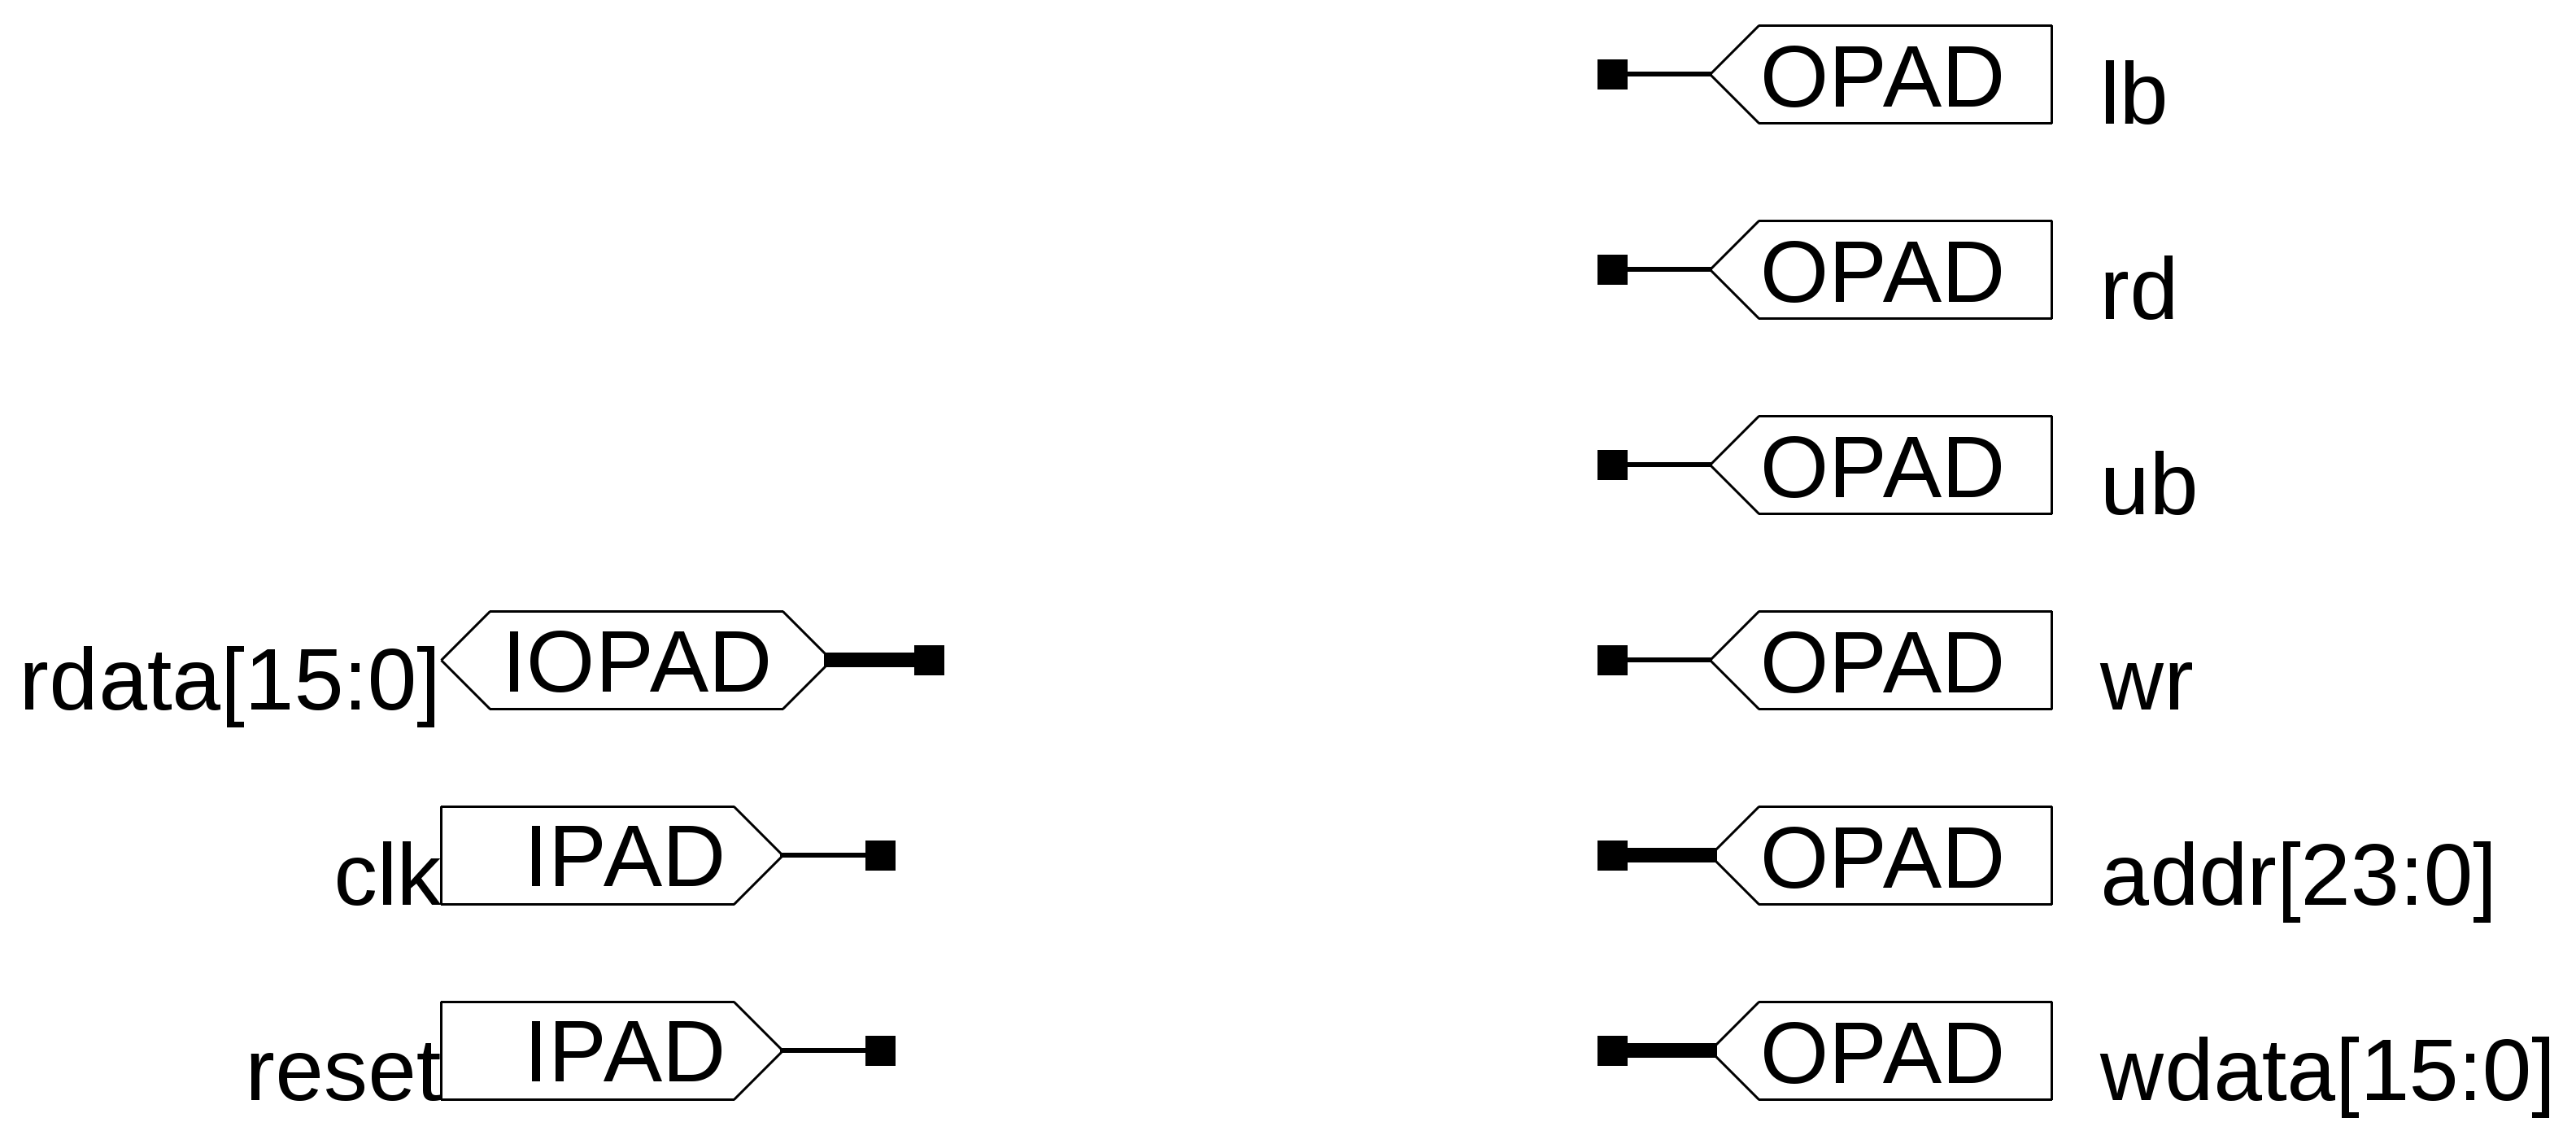 OPAD lb
OPAD rd
OPAD ub
rdata[15:0] IOPAD OPAD wr
clk IPAD OPAD addr[23:0]
reset IPAD OPAD wdata[15:0]